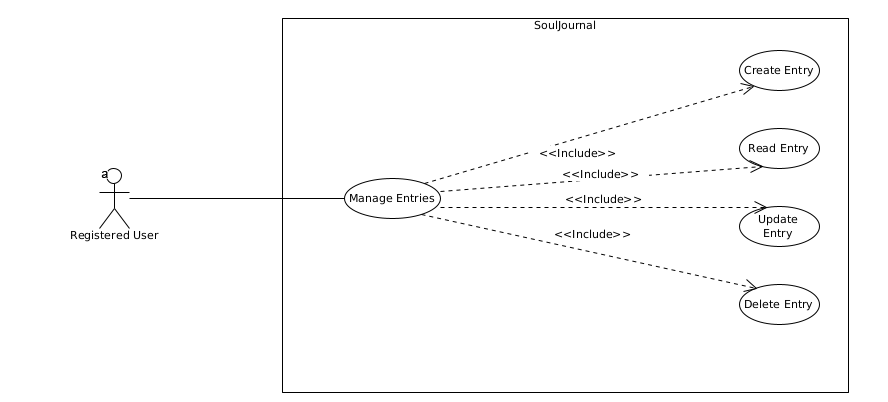 SoulJournal
Create Entry
<<Include>>
Read Entry
<<Include>>
a
Manage Entries
<<Include>>
Update
Entry
Registered User
<<Include>>
Delete Entry